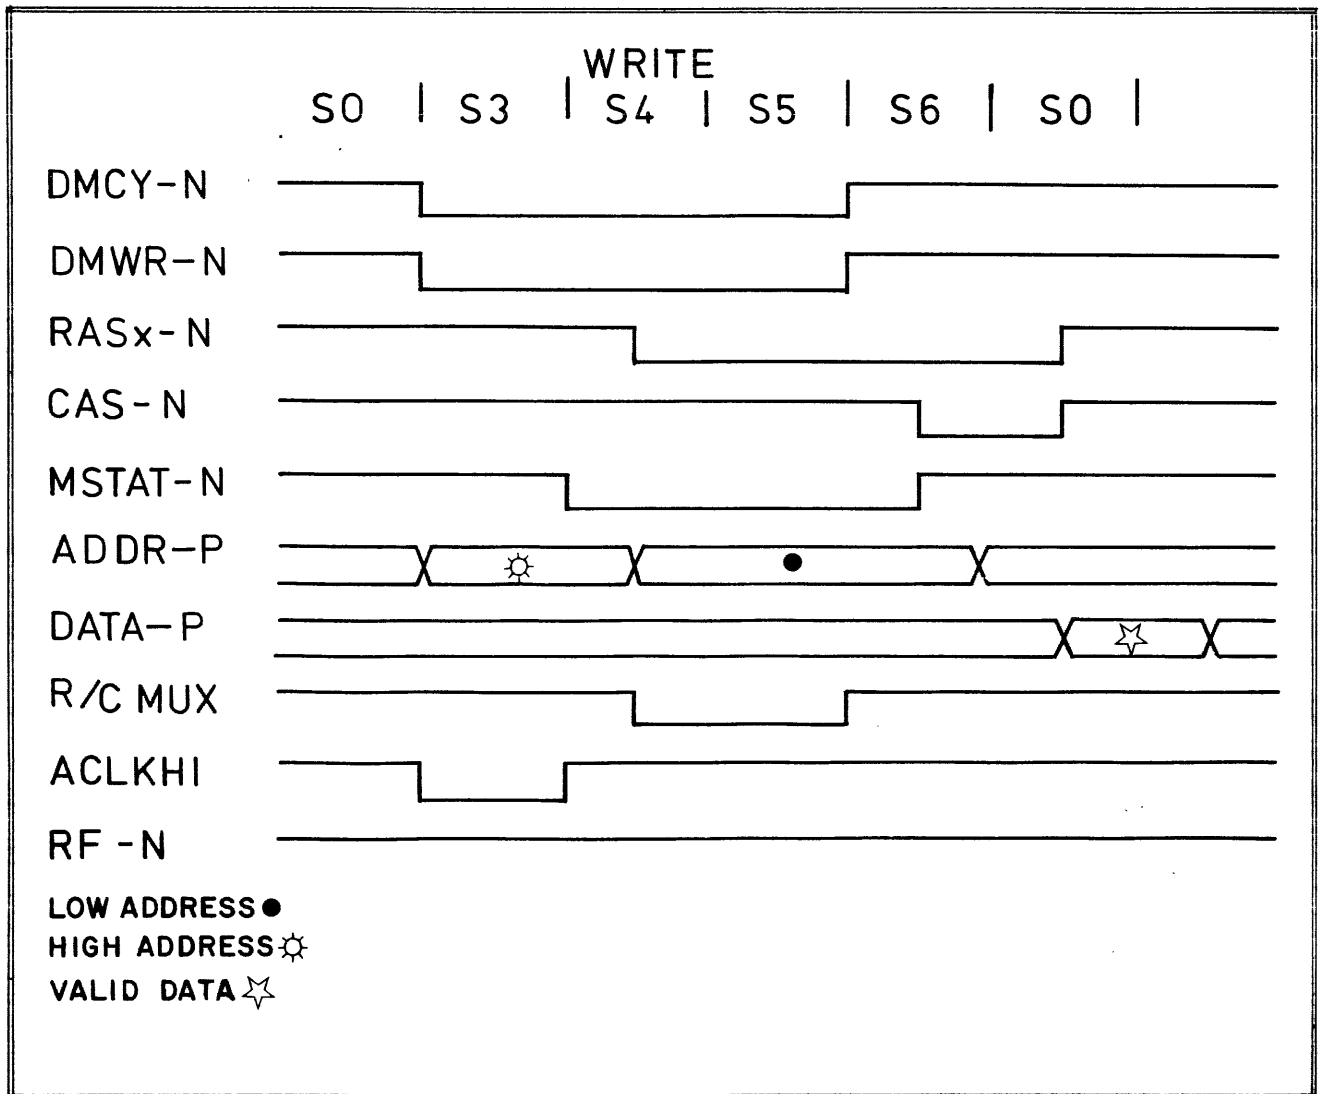 WRITE
S0 | S3 | S4 | S5 | S6 | S0 |
DMCY-N
DMWR-N
RASx-N
CAS-N
MSTAT-N
ADDR-P
DATA-P
R/C MUX
ACLKHI
RF-N
LOW ADDRESS ●
HIGH ADDRESS ☼
VALID DATA ☆